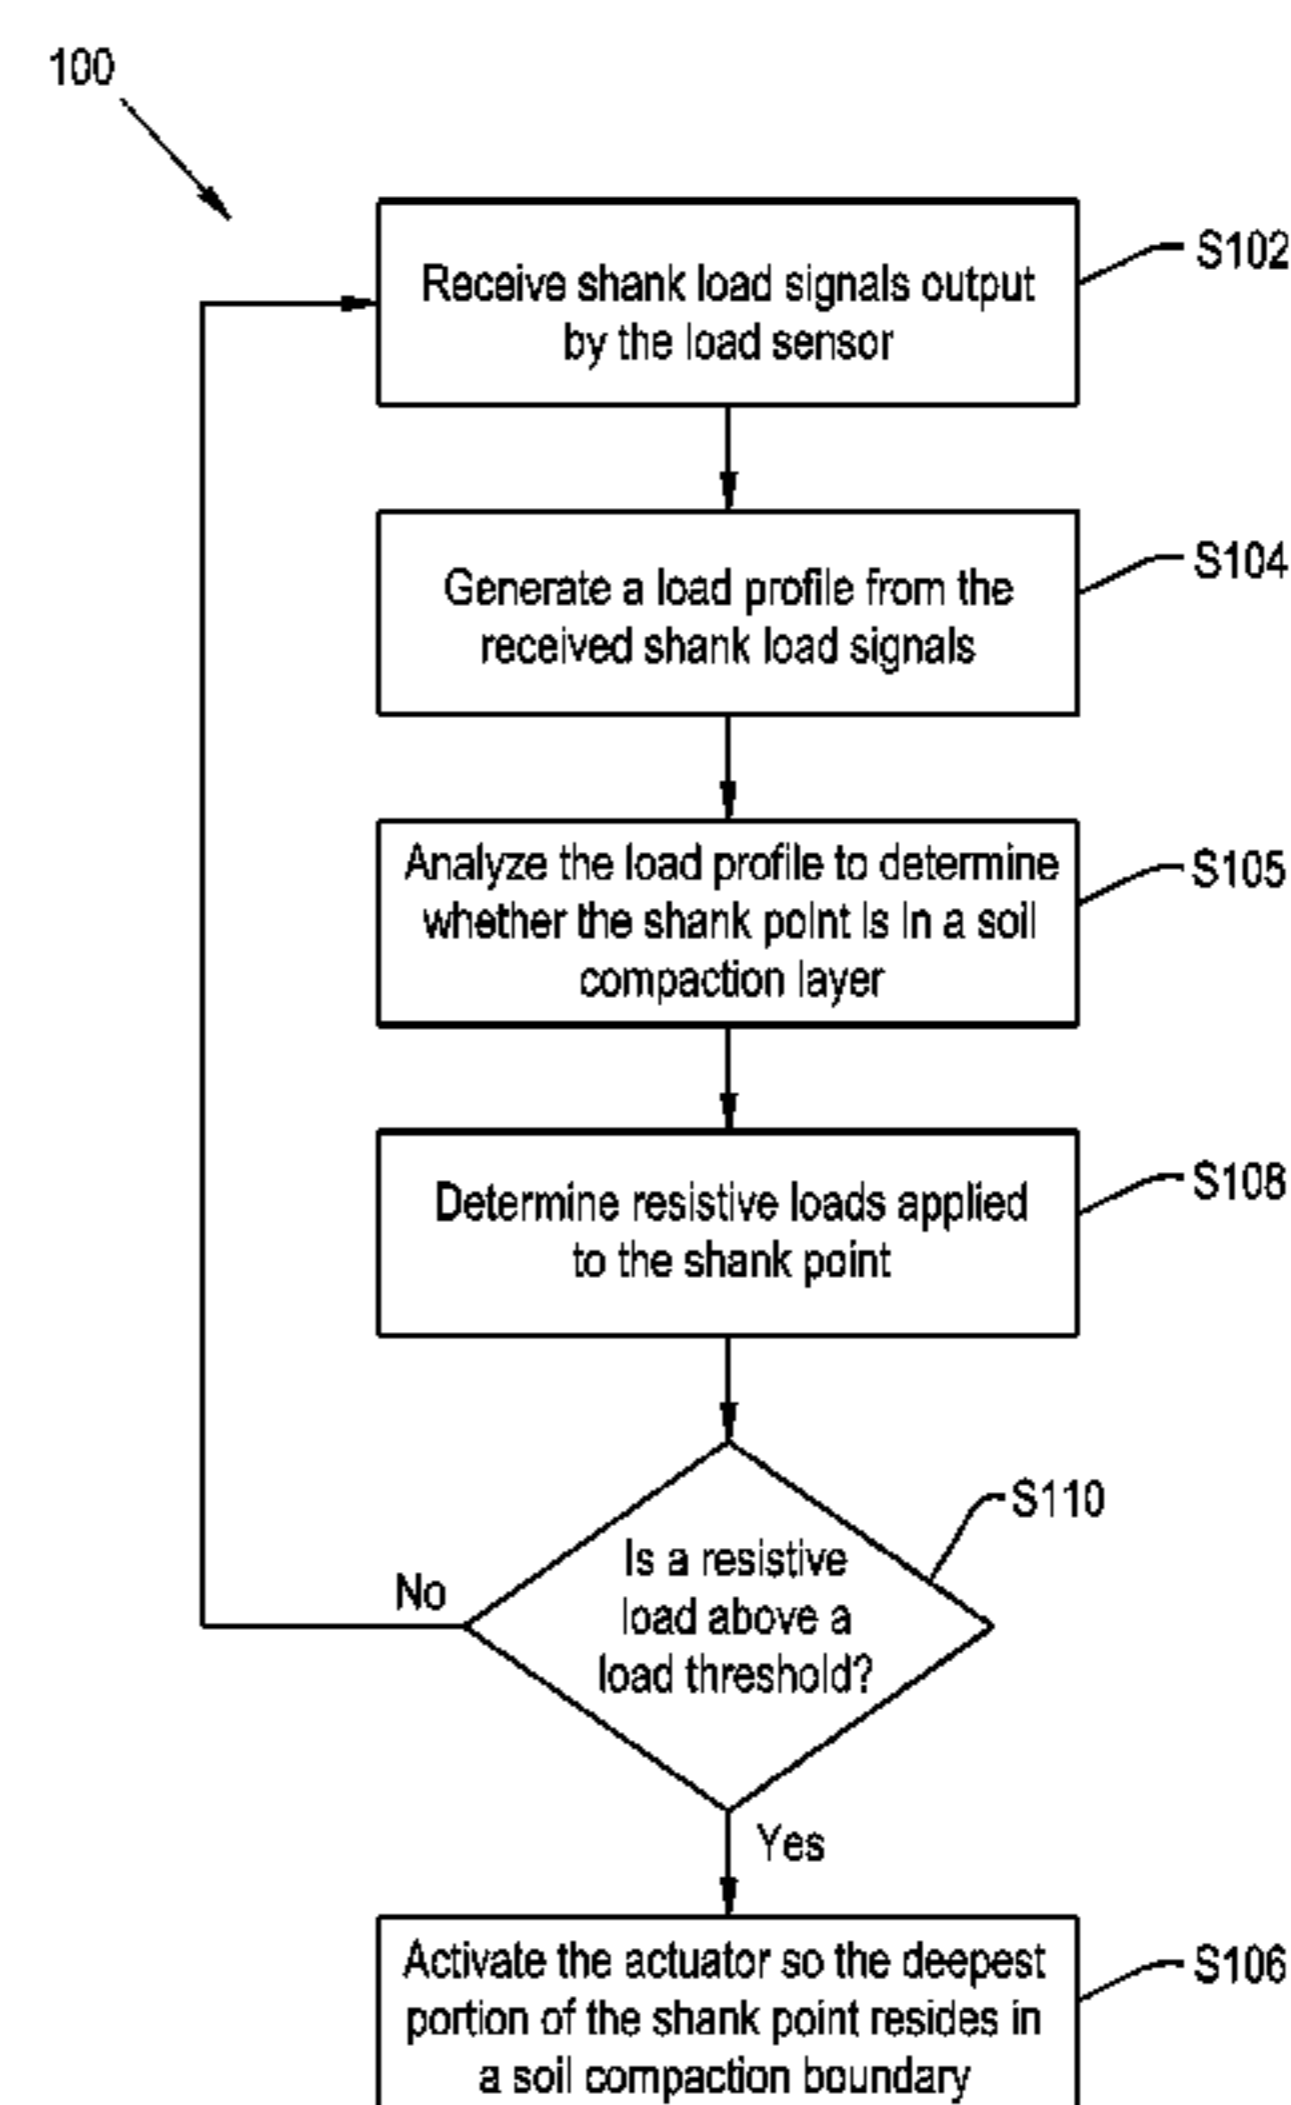 100
Receive shank load signals output
by the load sensor
S102
Generate a load profile from the
received shank load signals
S104
Analyze the load profile to determine
whether the shank point is in a soil
compaction layer
S105
Determine resistive loads applied
to the shank point
S108
Is a resistive
load above a
load threshold?
S110
No
Yes
Activate the actuator so the deepest
portion of the shank point resides in
a soil compaction boundary
S106